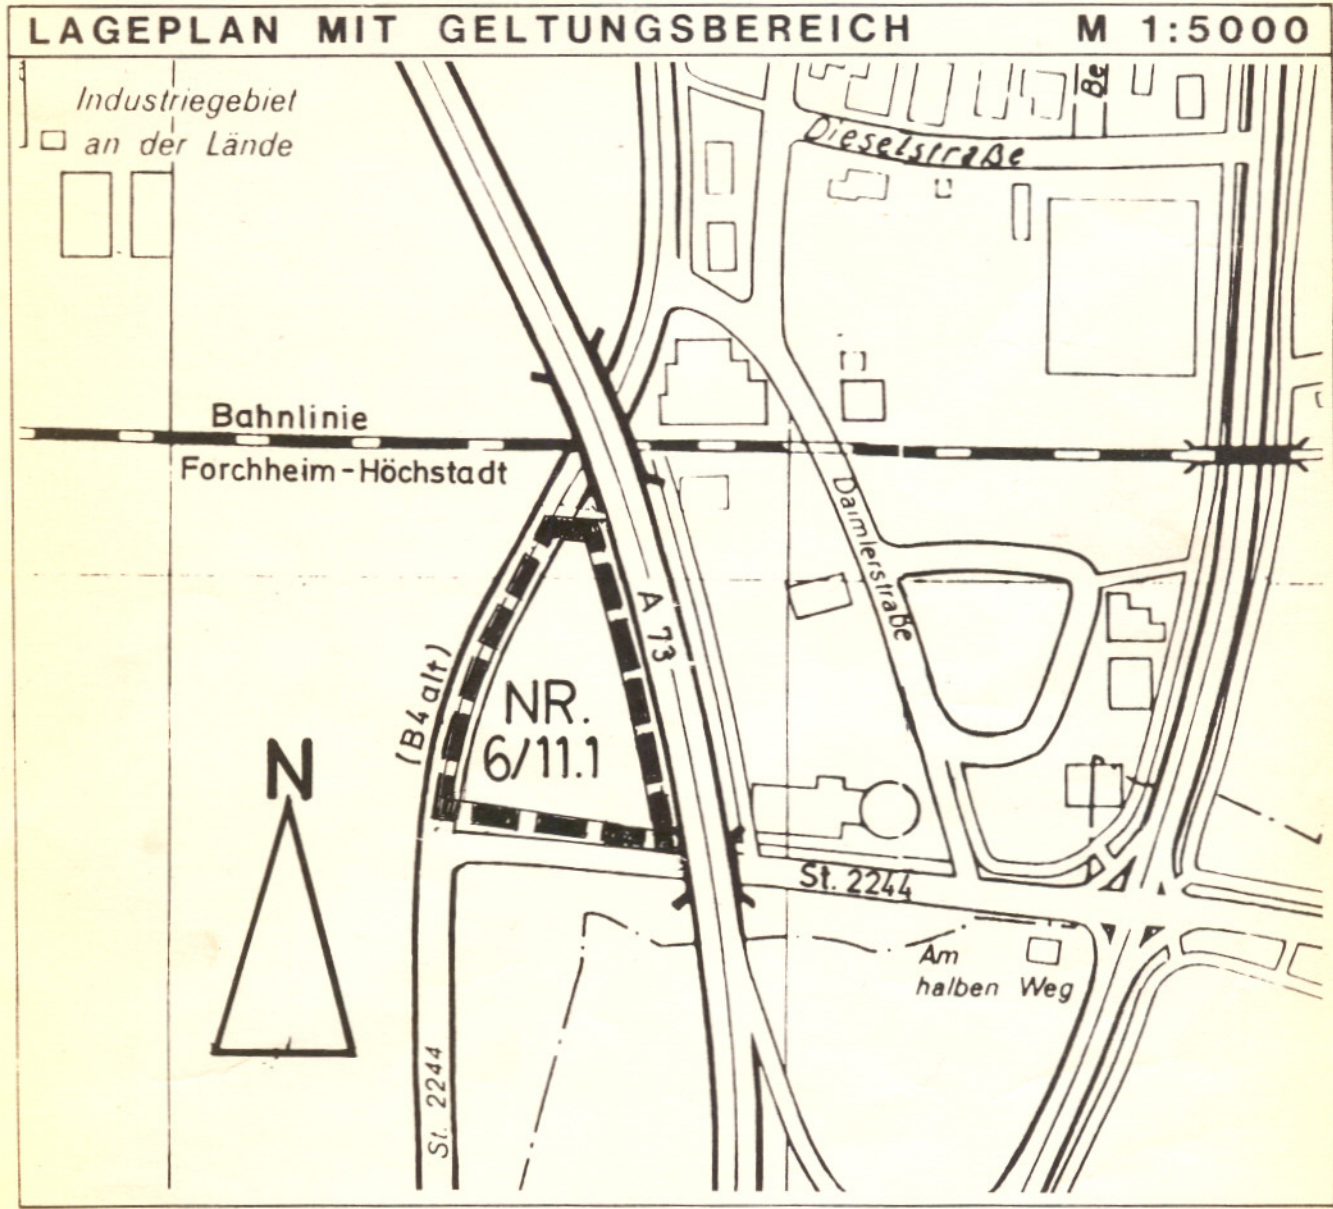 LAGEPLAN MIT GELTUNGSBEREICH M 1:5000
Industriegebiet
an der Lände
Be
Dieselstraße
Bahnlinie
Forchheim-Höchstadt
Daimlerstraße
A 73
(B4 alt)
NR.
6/11.1
N
St. 2244
Am
halben Weg
St. 2244